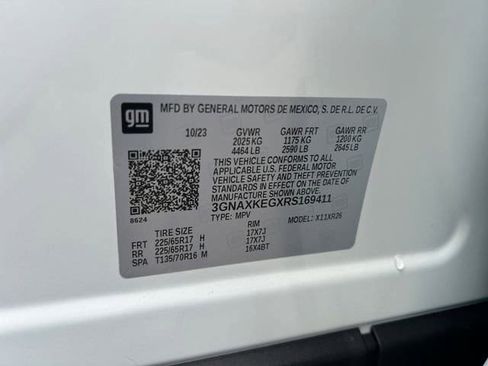 gm MFD BY GENERAL MOTORS DE MEXICO, S. DE R.L. DE C.V.
10/23 GVWR GAWR FRT GAWR RR
2025 KG 1175 KG 1200 KG
4464 LB 2590 LB 2645 LB
THIS VEHICLE CONFORMS TO ALL
APPLICABLE U.S. FEDERAL MOTOR
VEHICLE SAFETY, BUMPER, AND THEFT
PREVENTION STANDARDS IN EFFECT ON
THE DATE OF MANUFACTURE SHOWN ABOVE.
3GNAXKEGXRS169411
8624 TYPE: MPV MODEL: X11XR26
TIRE SIZE RIM
FRT 225/65R17 H 17X7J
RR 225/65R17 H 17X7J
SPA T135/70R16 M 16X4BT